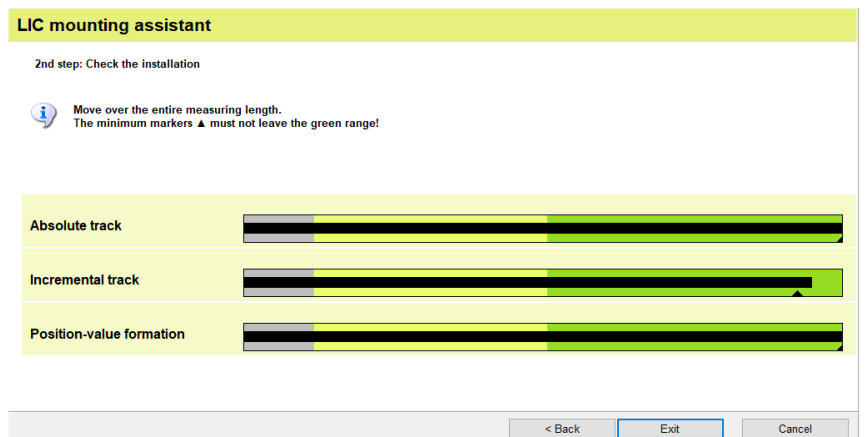 LIC mounting assistant
2nd step: Check the installation
Move over the entire measuring length.
The minimum markers ▲ must not leave the green range!
Absolute track
Incremental track
Position-value formation
< Back
Exit
Cancel